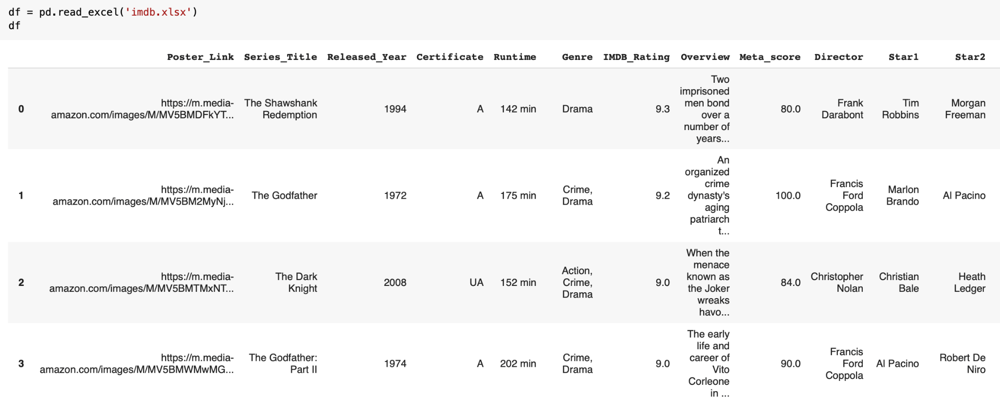 df = pd.read_excel('imdb.xlsx')
df
Poster_Link Series_Title Released_Year Certificate Runtime Genre IMDB_Rating Overview Meta_score Director Star1 Star2
0 https://m.media-amazon.com/images/M/MV5BMDFkYT... The Shawshank Redemption 1994 A 142 min Drama 9.3 Two imprisoned men bond over a number of years... 80.0 Frank Darabont Tim Robbins Morgan Freeman
1 https://m.media-amazon.com/images/M/MV5BM2MyNj... The Godfather 1972 A 175 min Crime, Drama 9.2 An organized crime dynasty's aging patriarch t... 100.0 Francis Ford Coppola Marlon Brando Al Pacino
2 https://m.media-amazon.com/images/M/MV5BMTMxNT... The Dark Knight 2008 UA 152 min Action, Crime, Drama 9.0 When the menace known as the Joker wreaks havo... 84.0 Christopher Nolan Christian Bale Heath Ledger
3 https://m.media-amazon.com/images/M/MV5BMWMwMG... The Godfather: Part II 1974 A 202 min Crime, Drama 9.0 The early life and career of Vito Corleone in ... 90.0 Francis Ford Coppola Al Pacino Robert De Niro